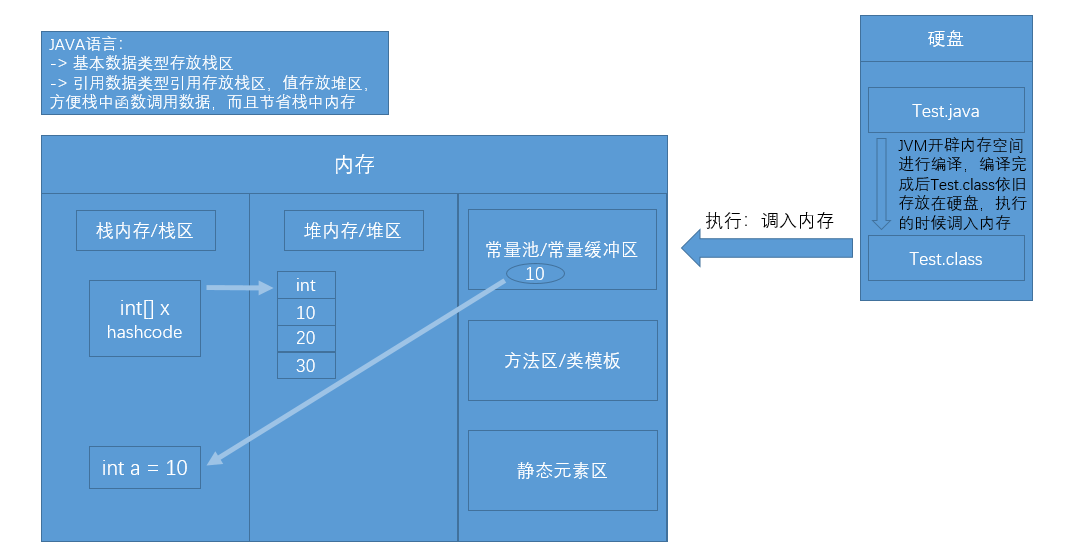 JAVA语言：
-> 基本数据类型存放栈区
-> 引用数据类型引用存放栈区，值存放堆区，
方便栈中函数调用数据，而且节省栈中内存
内存
栈内存/栈区
int[] x
hashcode
int a = 10
堆内存/堆区
int
10
20
30
常量池/常量缓冲区
10
方法区/类模板
静态元素区
执行：调入内存
硬盘
Test.java
JVM开辟内存空间
进行编译，编译完
成后Test.class依旧
存放在硬盘，执行
的时候调入内存
Test.class